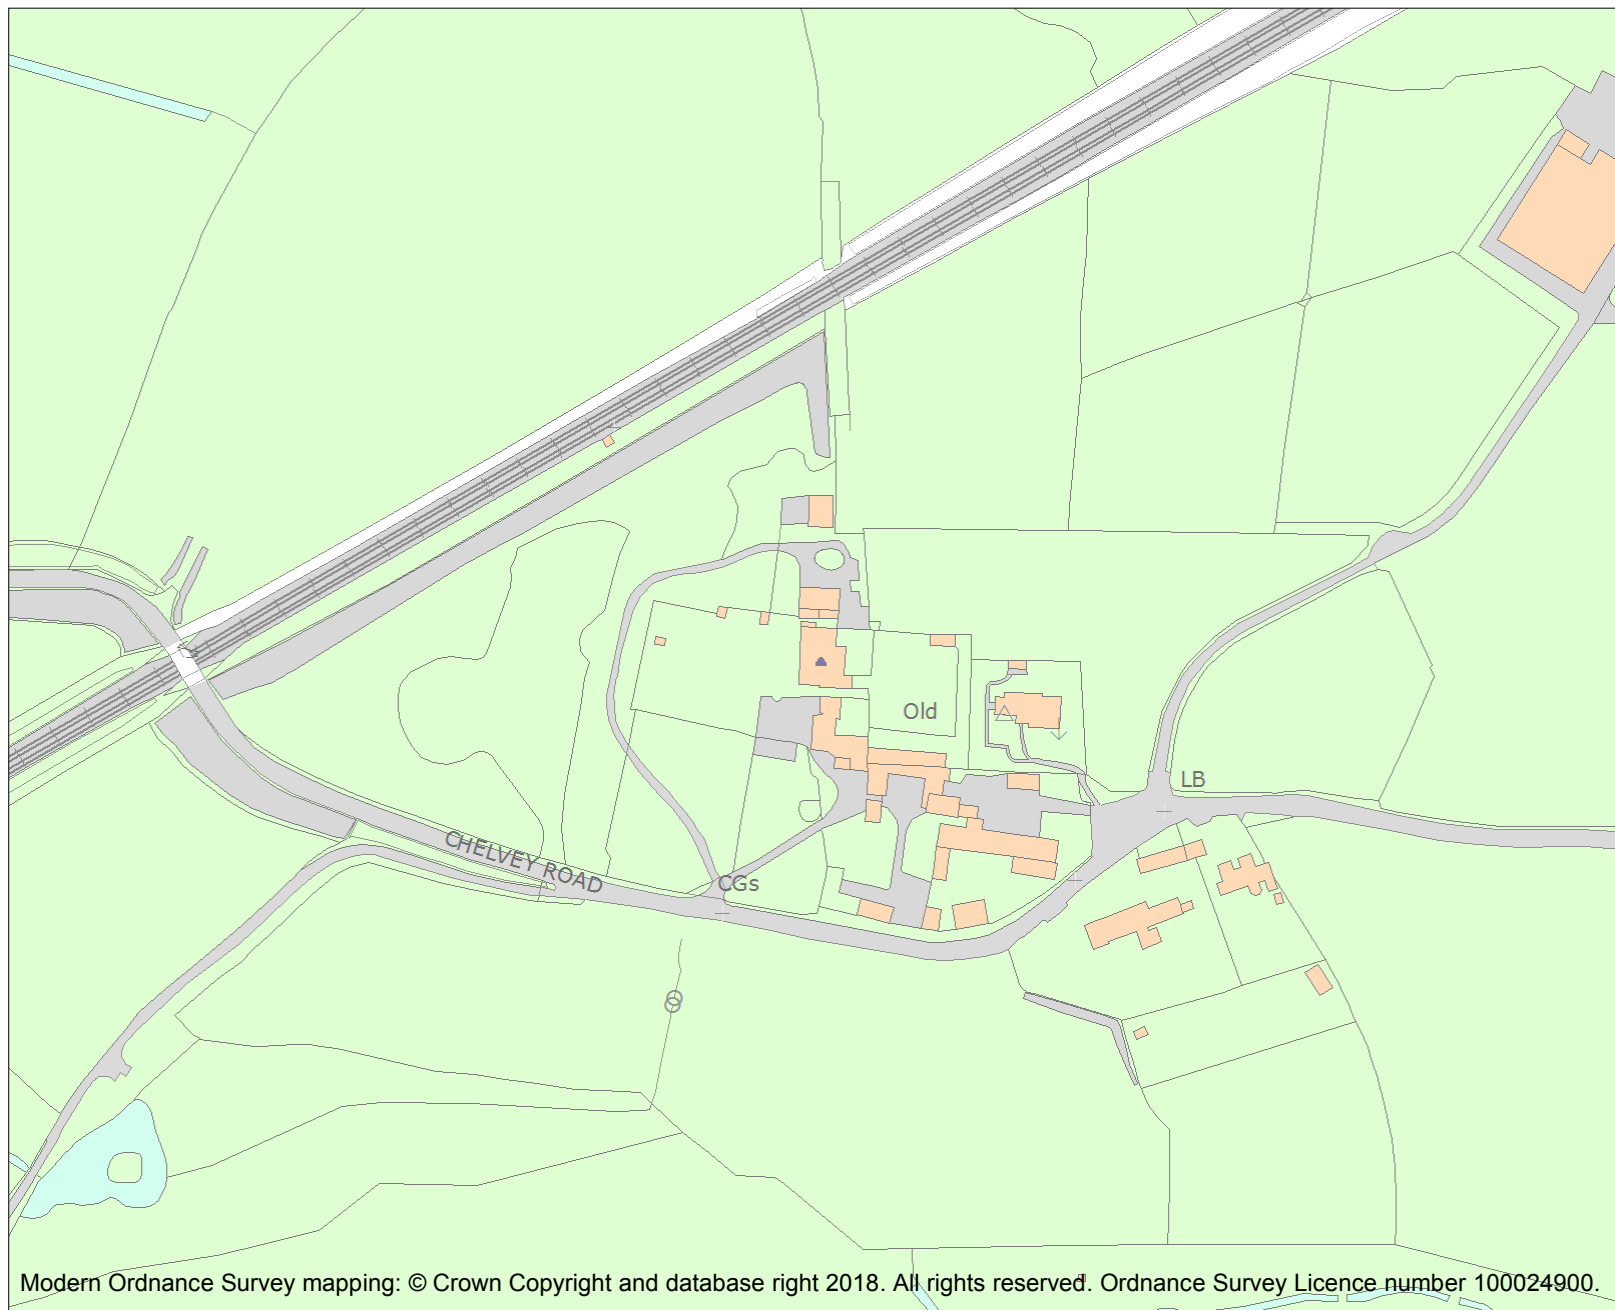 Old
LB
CHELVEY ROAD
CGs
Modern Ordnance Survey mapping: © Crown Copyright and database right 2018. All rights reserved. Ordnance Survey Licence number 100024900.